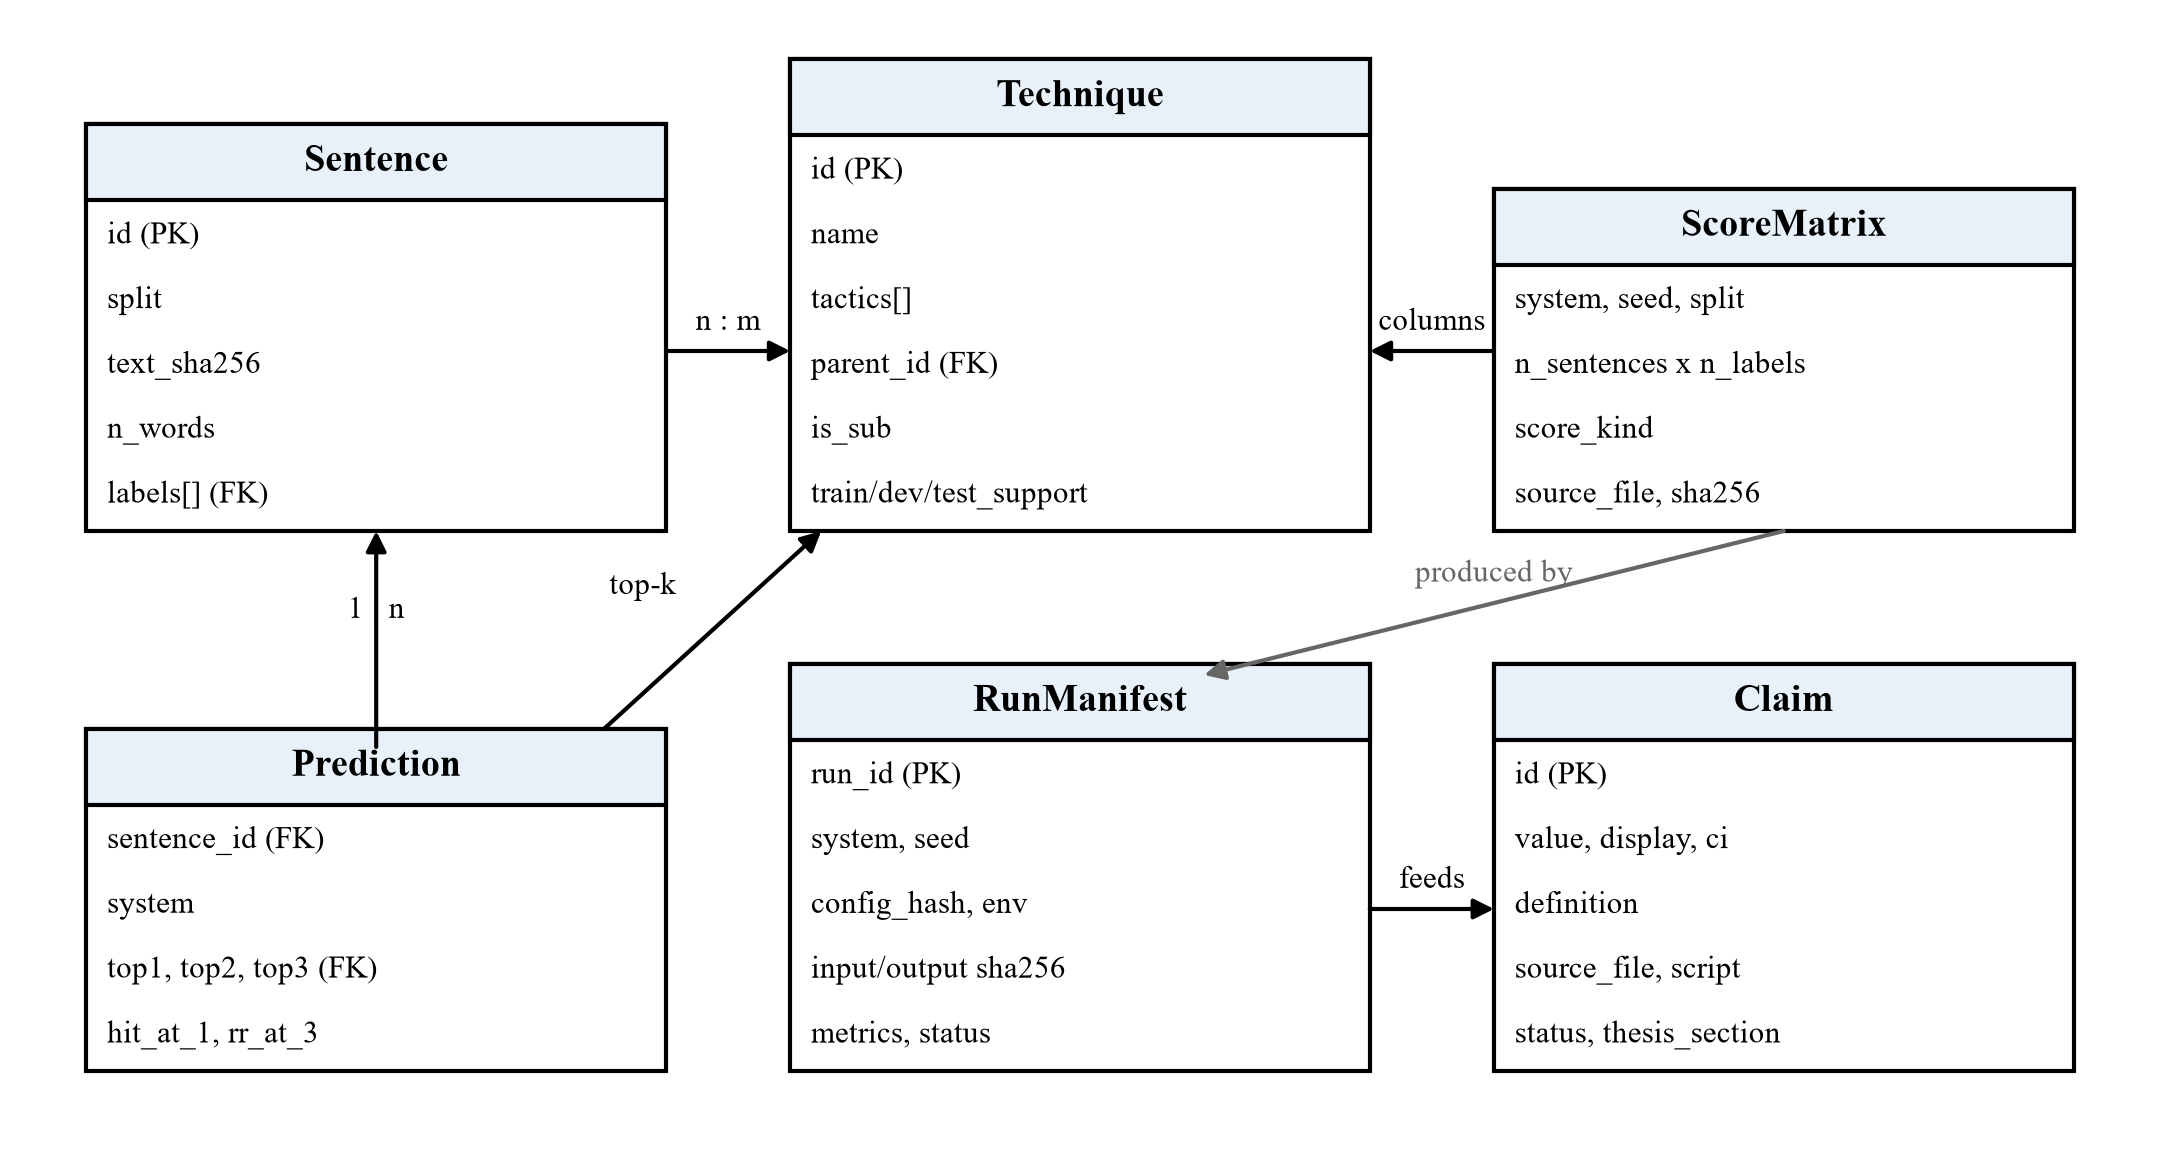 Sentence
id (PK)
split
text_sha256
n_words
labels[] (FK)
n : m
Technique
id (PK)
name
tactics[]
parent_id (FK)
is_sub
train/dev/test_support
columns
ScoreMatrix
system, seed, split
n_sentences x n_labels
score_kind
source_file, sha256
1
n
top-k
produced by
Prediction
sentence_id (FK)
system
top1, top2, top3 (FK)
hit_at_1, rr_at_3
RunManifest
run_id (PK)
system, seed
config_hash, env
input/output sha256
metrics, status
feeds
Claim
id (PK)
value, display, ci
definition
source_file, script
status, thesis_section